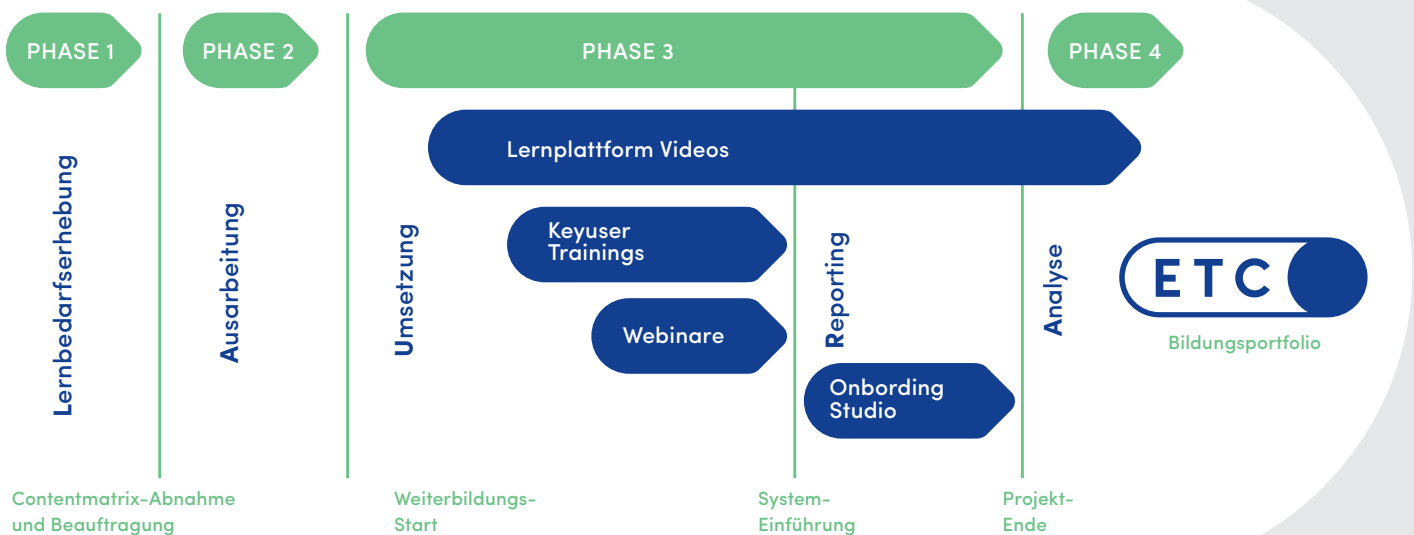 PHASE 1
PHASE 2
PHASE 3
PHASE 4
Lernplattform Videos
Lernbedarfserhebung
Ausarbeitung
Umsetzung
Keyuser
Trainings
Webinare
Reporting
Onbording
Studio
Analyse
ETC
Bildungsportfolio
Contentmatrix-Abnahme
und Beauftragung
Weiterbildungs-
Start
System-
Einführung
Projekt-
Ende